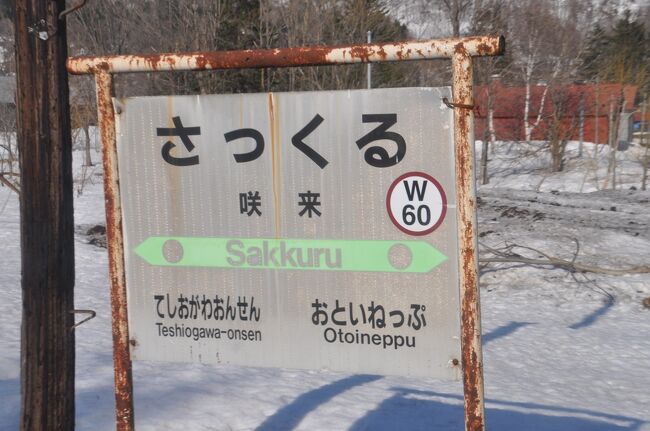 さっくる
咲来
W
60
Sakkuru
てしおがわおんせん
Teshiogawa-onsen
おといねっぷ
Otoineppu